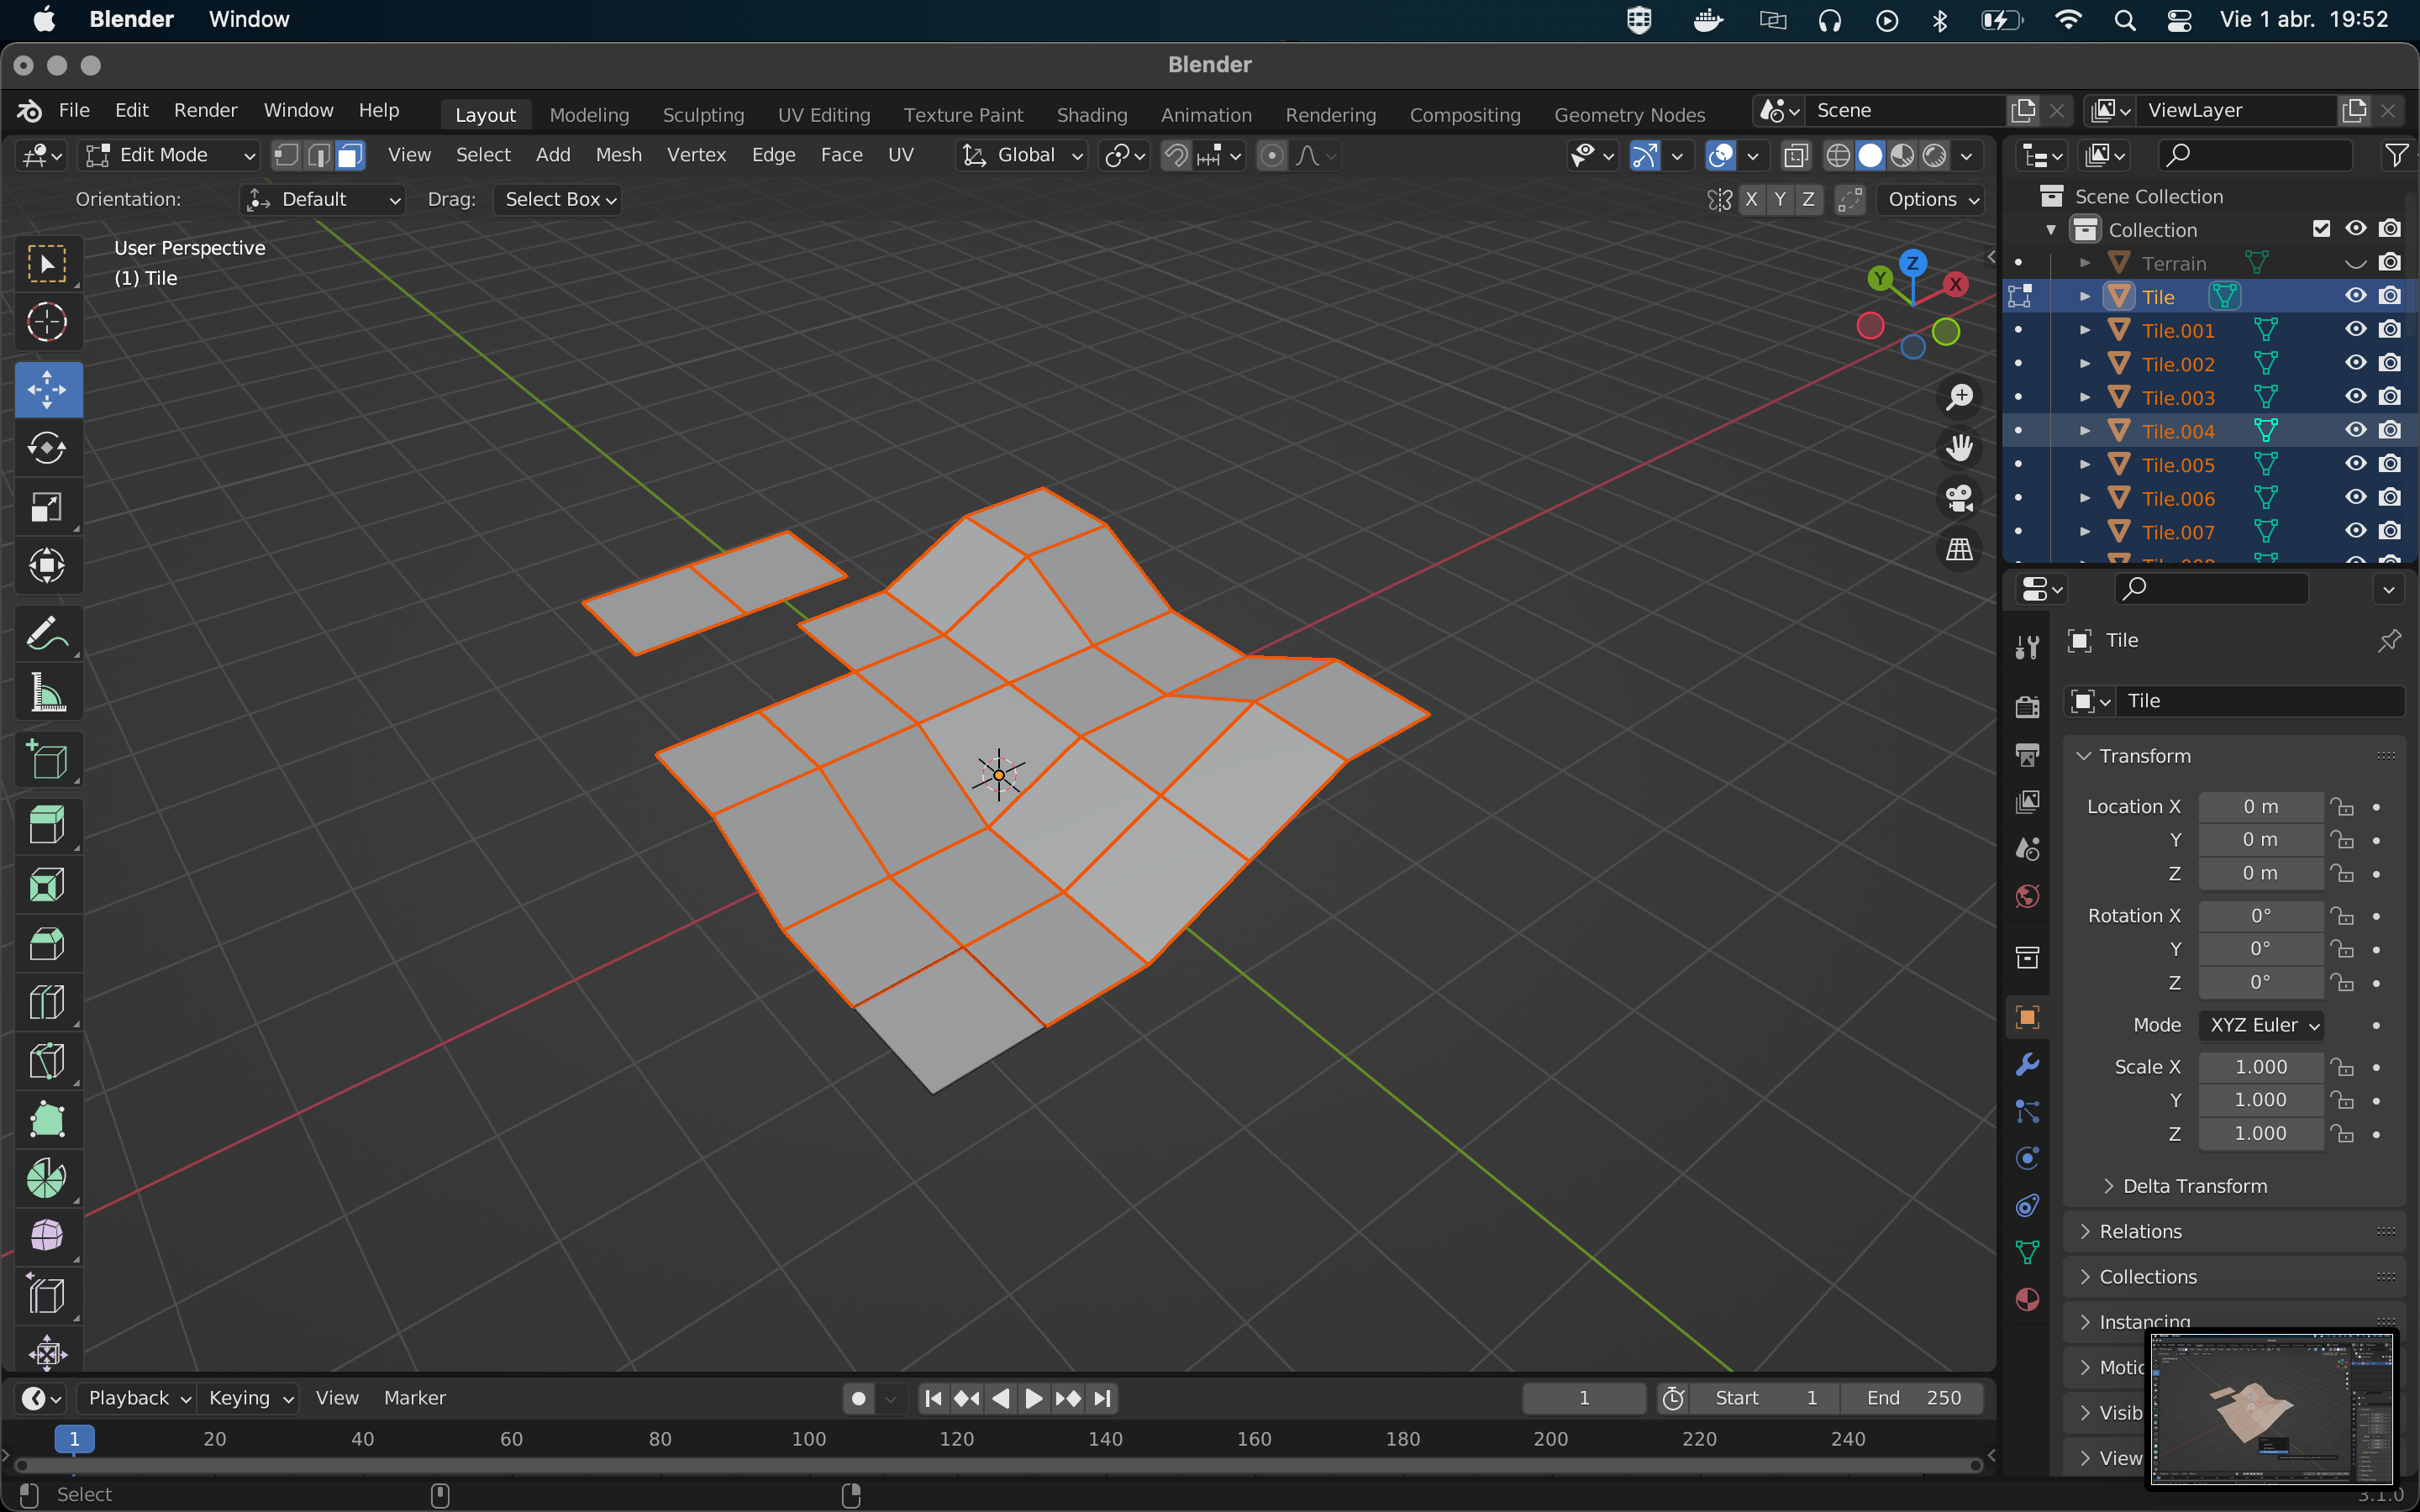 Blender Window Vie 1 abr. 19:52
Blender
File Edit Render Window Help Layout Modeling Sculpting UV Editing Texture Paint Shading Animation Rendering Compositing Geometry Nodes Scene ViewLayer
Edit Mode View Select Add Mesh Vertex Edge Face UV Global
Orientation: Default Drag: Select Box X Y Z Options
User Perspective
(1) Tile
Z
Y
X
Scene Collection
Collection
Terrain
Tile
Tile.001
Tile.002
Tile.003
Tile.004
Tile.005
Tile.006
Tile.007
Tile
Tile
Transform
Location X 0 m
Y 0 m
Z 0 m
Rotation X 0°
Y 0°
Z 0°
Mode XYZ Euler
Scale X 1.000
Y 1.000
Z 1.000
Delta Transform
Relations
Collections
Instancing
Playback Keying View Marker 1 Start 1 End 250
1 20 40 60 80 100 120 140 160 180 200 220 240
Select
3.1.0